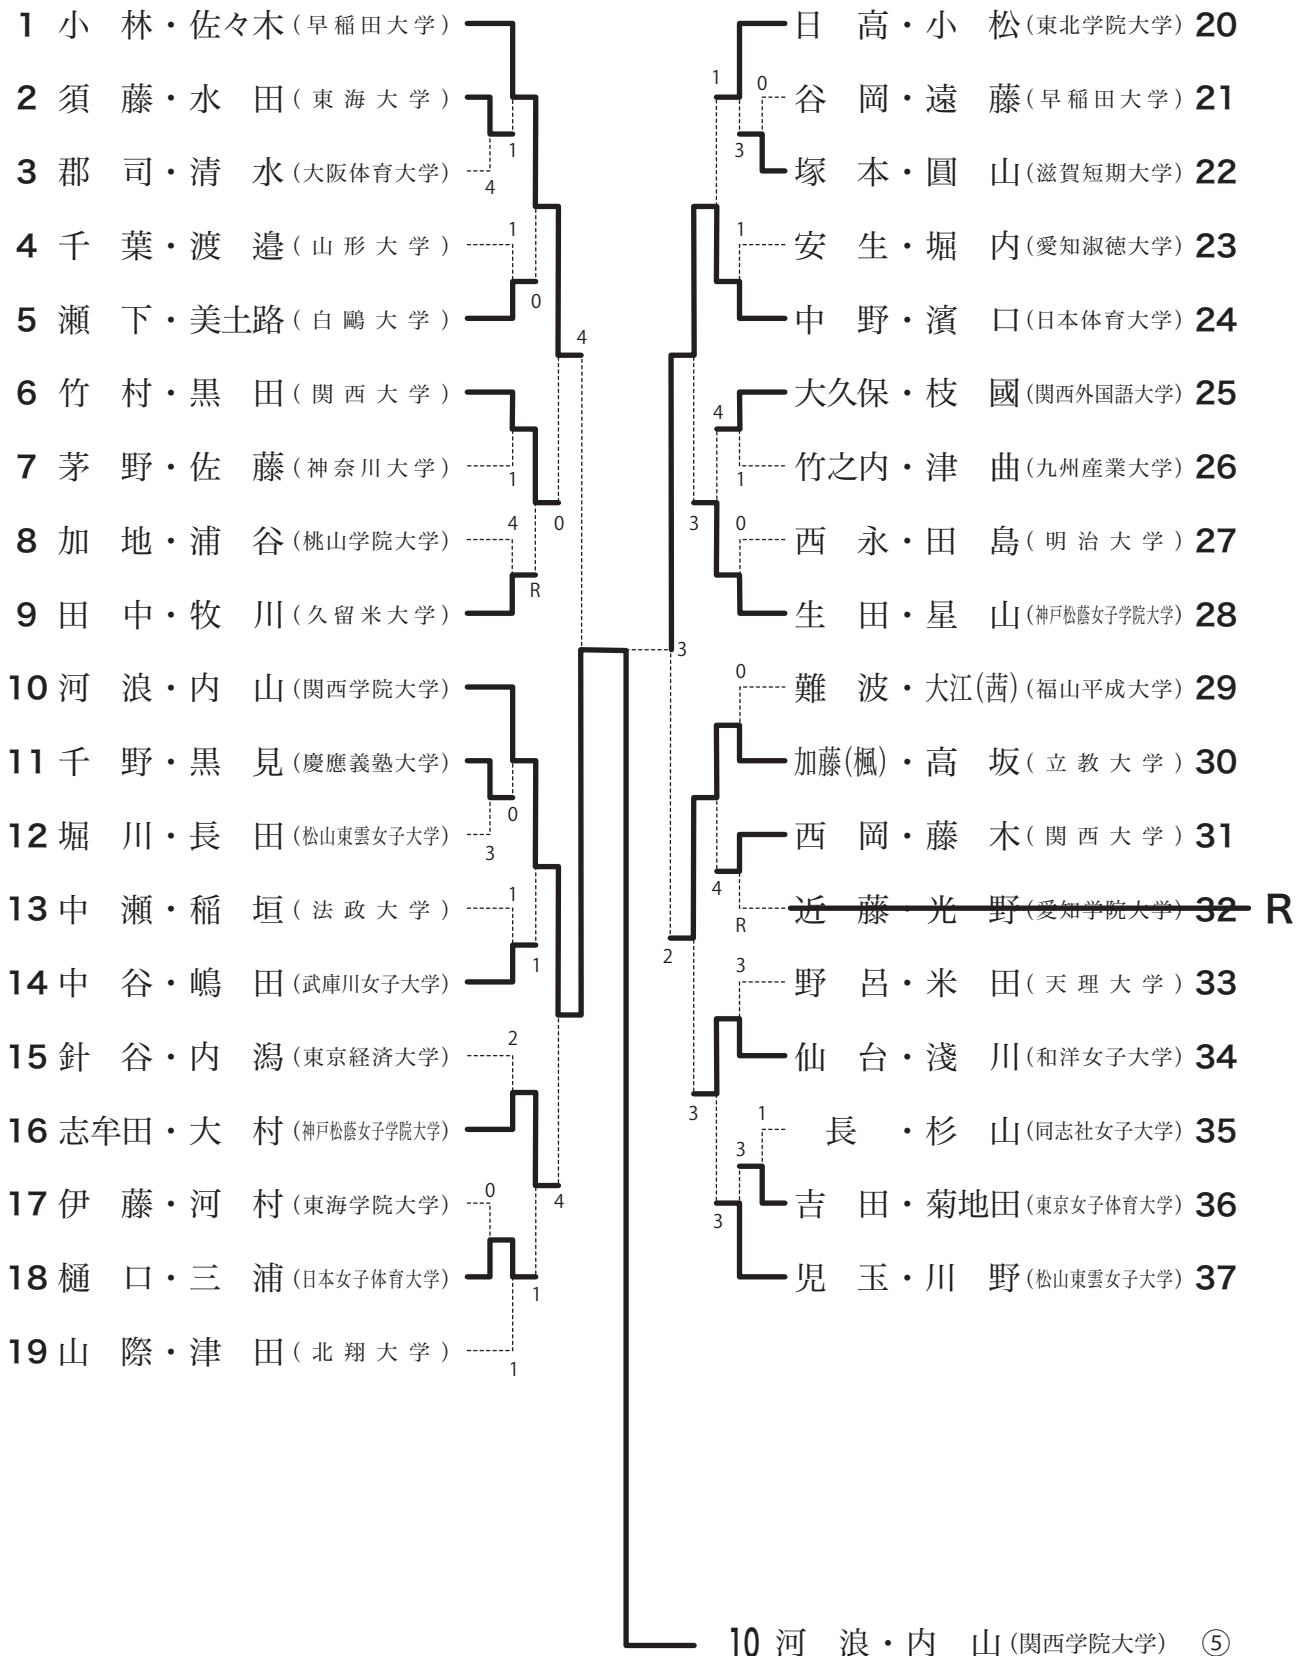 1 小林・佐々木(早稲田大学)
2 須藤・水田(東海大学)
1
3 郡司・清水(大阪体育大学)
4
1
4 千葉・渡邉(山形大学)
0
5 瀬下・美土路(白鷗大学)
4
6 竹村・黒田(関西大学)
7 茅野・佐藤(神奈川大学)
1
4
0
8 加地・浦谷(桃山学院大学)
R
9 田中・牧川(久留米大学)
10 河浪・内山(関西学院大学)
11 千野・黒見(慶應義塾大学)
0
12 堀川・長田(松山東雲女子大学)
3
1
13 中瀬・稲垣(法政大学)
1
14 中谷・嶋田(武庫川女子大学)
2
15 針谷・内潟(東京経済大学)
16 志牟田・大村(神戸松蔭女子学院大学)
0
4
17 伊藤・河村(東海学院大学)
18 樋口・三浦(日本女子体育大学)
1
19 山際・津田(北翔大学)
1
日高・小松(東北学院大学) 20
1
0
谷岡・遠藤(早稲田大学) 21
3
塚本・圓山(滋賀短期大学) 22
1
安生・堀内(愛知淑徳大学) 23
中野・濱口(日本体育大学) 24
大久保・枝國(関西外国語大学) 25
4
竹之内・津曲(九州産業大学) 26
1
3
0
西永・田島(明治大学) 27
生田・星山(神戸松蔭女子学院大学) 28
3
0
難波・大江(茜)(福山平成大学) 29
加藤(楓)・高坂(立教大学) 30
西岡・藤木(関西大学) 31
4
近藤・光野(愛知学院大学) 32 R
R
2
3
野呂・米田(天理大学) 33
仙台・淺川(和洋女子大学) 34
3
1
長・杉山(同志社女子大学) 35
3
吉田・菊地田(東京女子体育大学) 36
3
児玉・川野(松山東雲女子大学) 37
10 河浪・内山(関西学院大学) ⑤